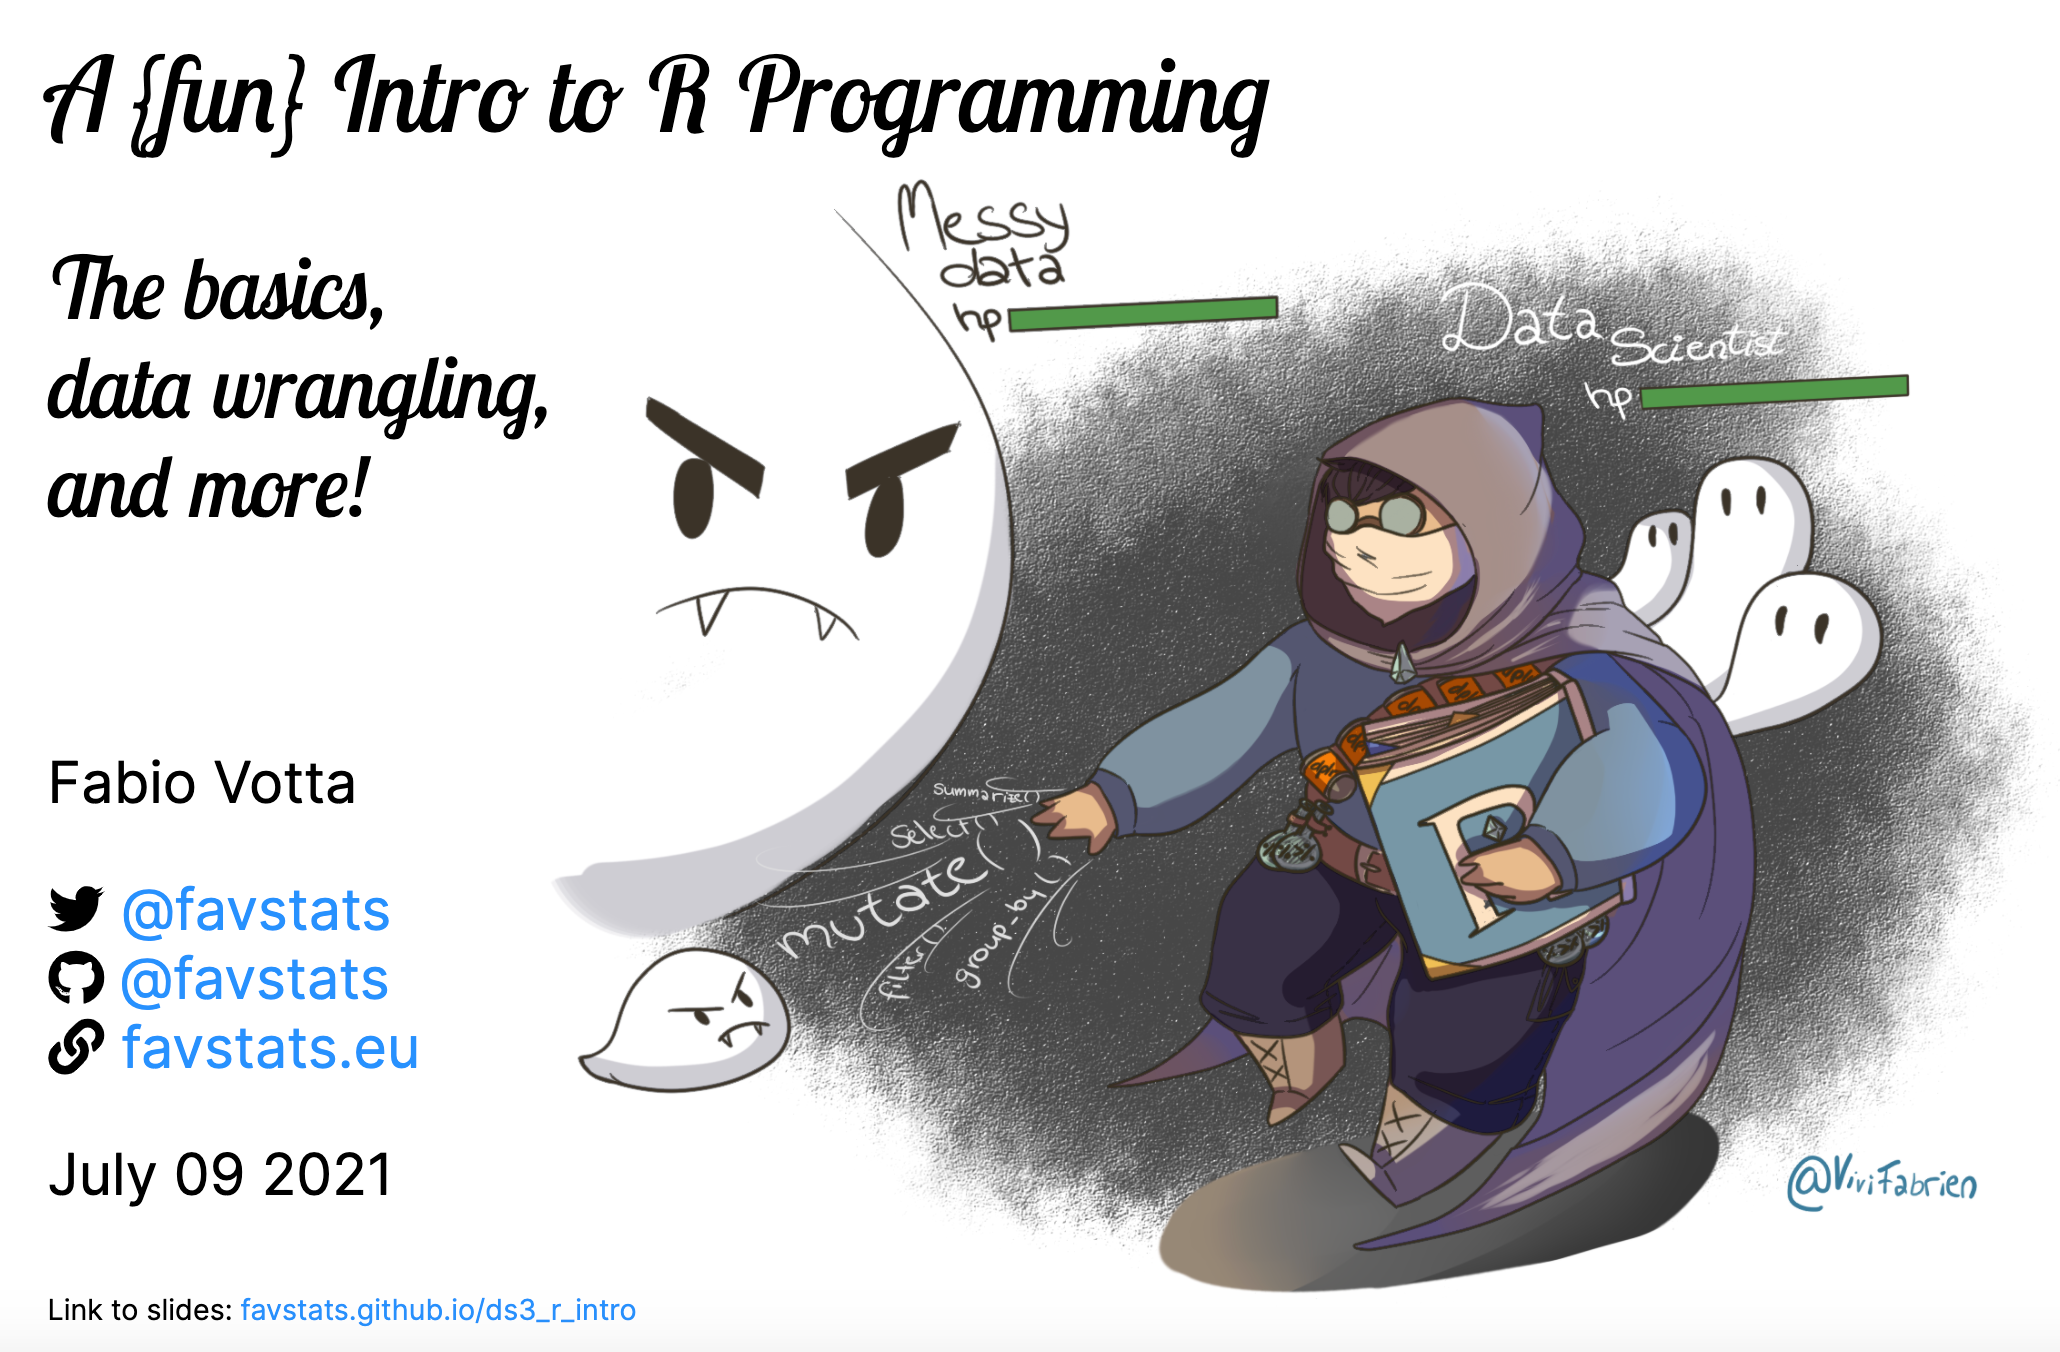 A {fun} Intro to R Programming
The basics,
data wrangling,
and more!
Messy
data
hp
Data
Scientist
hp
summarize()
select()
mutate( )
filter()
group_by()
Fabio Votta
@favstats
@favstats
favstats.eu
July 09 2021
@ViviFabrien
Link to slides: favstats.github.io/ds3_r_intro